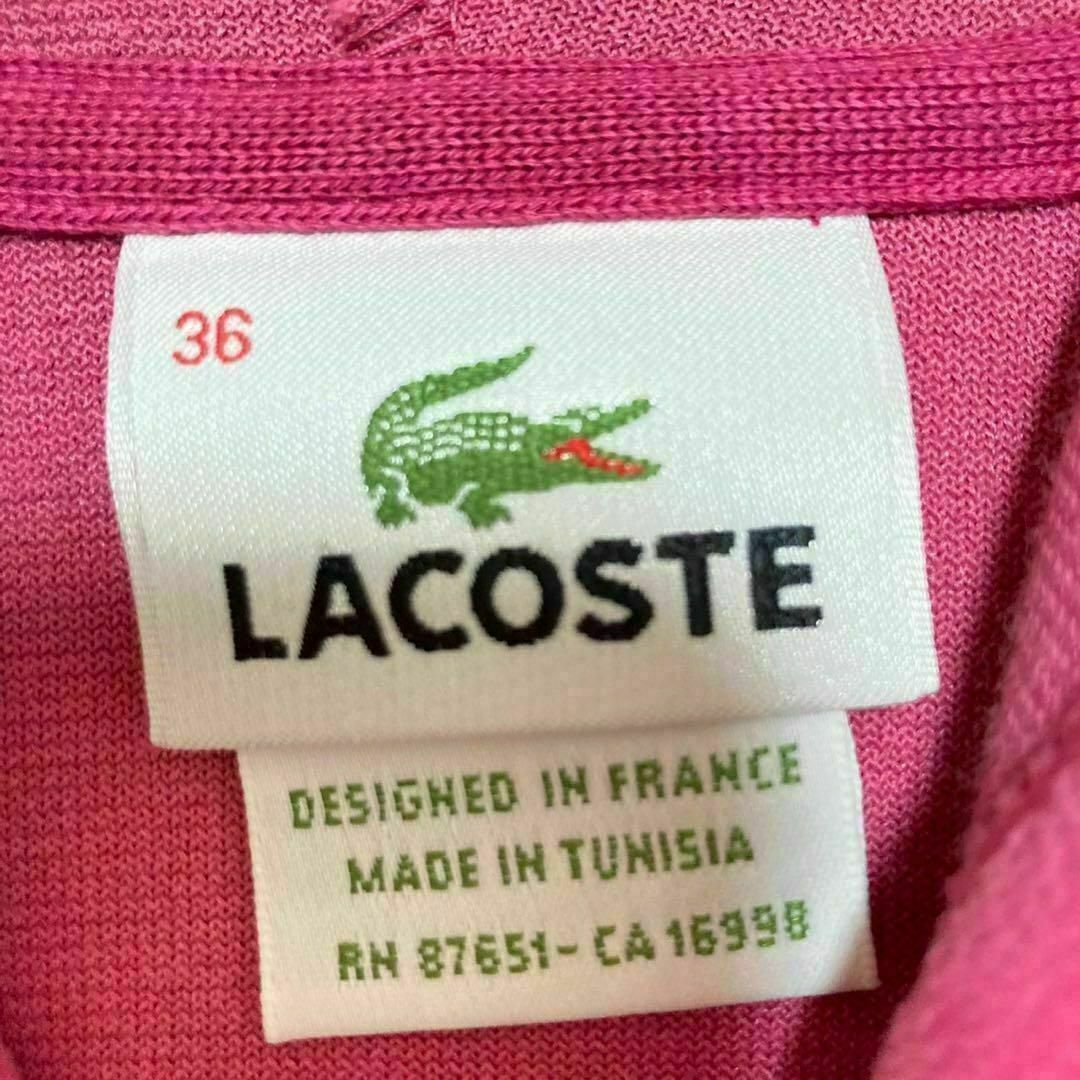 36
LACOSTE
DESIGNED IN FRANCE
MADE IN TUNISIA
RN 87651-CA 16998